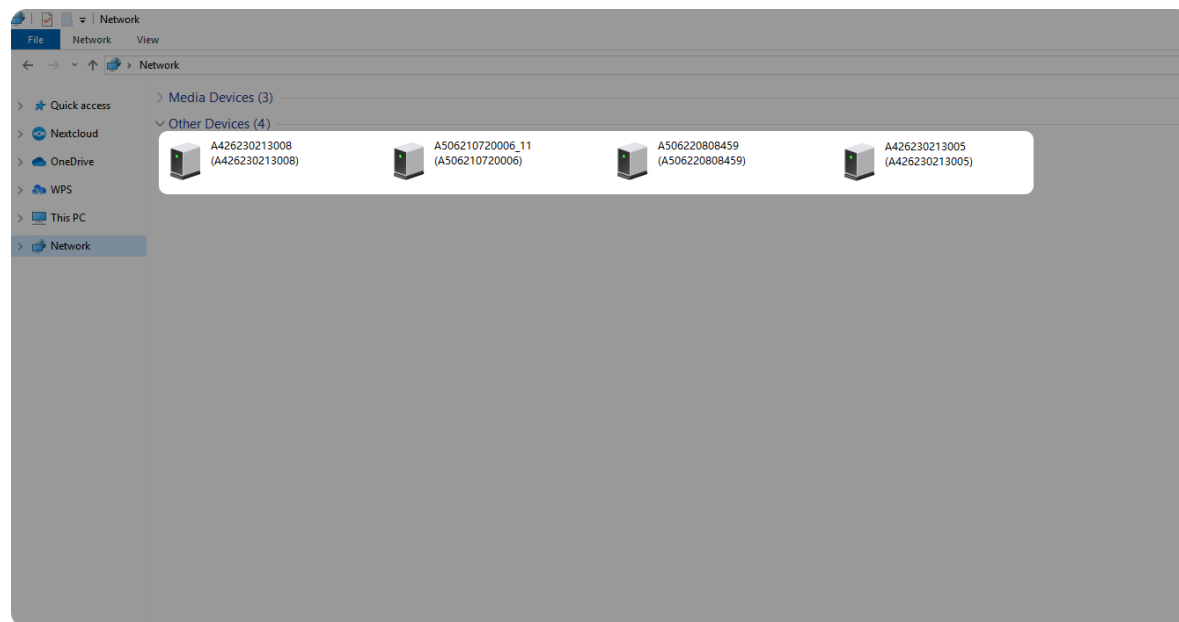 Network
File Network View
Network
Quick access
Nextcloud
OneDrive
WPS
This PC
Network
Media Devices (3)
Other Devices (4)
A426230213008
(A426230213008)
A506210720006_11
(A506210720006)
A506220808459
(A506220808459)
A426230213005
(A426230213005)